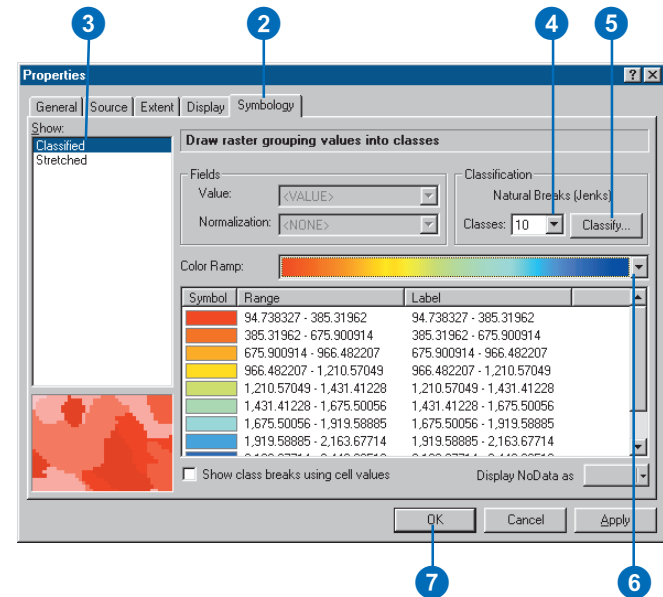 3 2 4 5
Properties ? X
General Source Extent Display Symbology
Show:
Classified
Stretched
Draw raster grouping values into classes
Fields
Value: <VALUE>
Normalization: <NONE>
Classification
Natural Breaks (Jenks)
Classes: 10 Classify...
Color Ramp:
Symbol Range Label
94.738327 - 385.31962 94.738327 - 385.31962
385.31962 - 675.900914 385.31962 - 675.900914
675.900914 - 966.482207 675.900914 - 966.482207
966.482207 - 1,210.57049 966.482207 - 1,210.57049
1,210.57049 - 1,431.41228 1,210.57049 - 1,431.41228
1,431.41228 - 1,675.50056 1,431.41228 - 1,675.50056
1,675.50056 - 1,919.58885 1,675.50056 - 1,919.58885
1,919.58885 - 2,163.67714 1,919.58885 - 2,163.67714
Show class breaks using cell values
Display NoData as
OK Cancel Apply
7 6